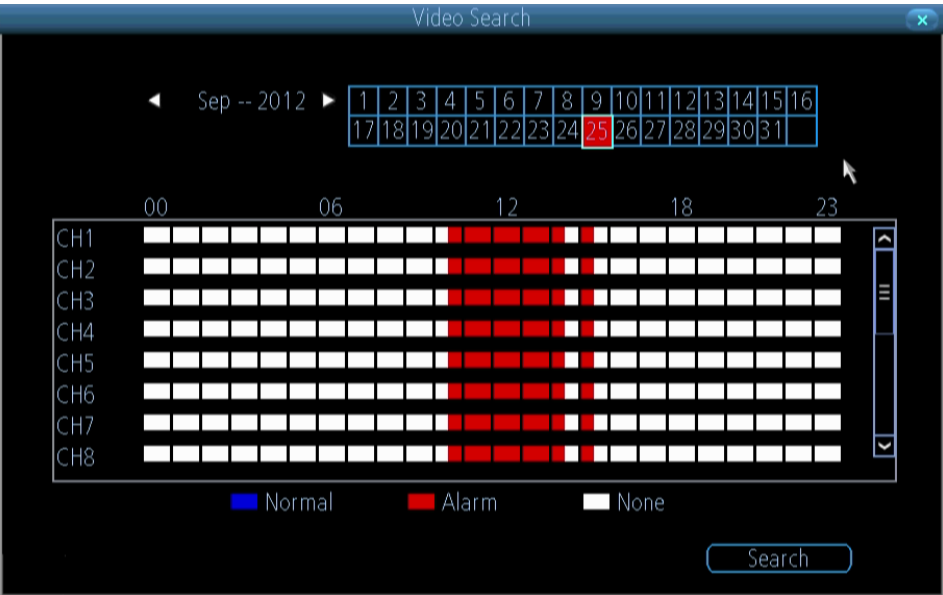 Video Search
Sep -- 2012
1 2 3 4 5 6 7 8 9 10 11 12 13 14 15 16
17 18 19 20 21 22 23 24 25 26 27 28 29 30 31
00 06 12 18 23
CH1
CH2
CH3
CH4
CH5
CH6
CH7
CH8
Normal Alarm None
Search